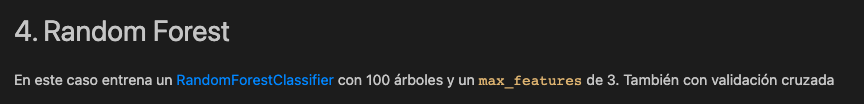 4. Random Forest
En este caso entrena un RandomForestClassifier con 100 árboles y un max_features de 3. También con validación cruzada